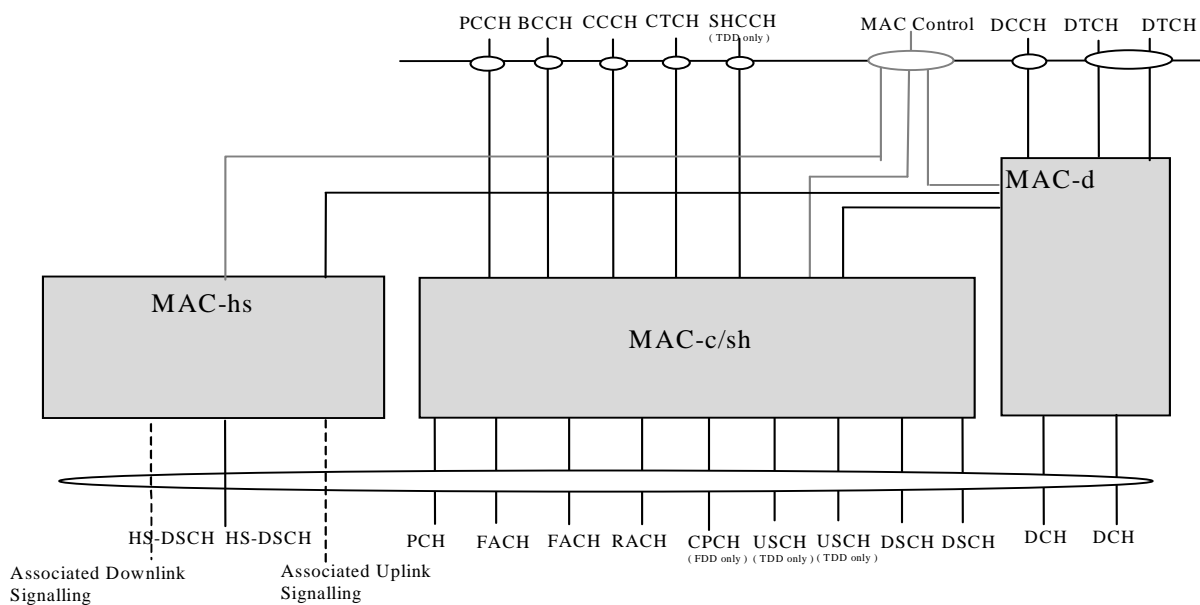 PCCH BCCH CCCH CTCH SHCCH MAC Control DCCH DTCH DTCH
( TDD only )
MAC-d
MAC-hs
MAC-c/sh
HS-DSCH HS-DSCH PCH FACH FACH RACH CPCH USCH USCH DSCH DSCH DCH DCH
( FDD only ) ( TDD only ) ( TDD only )
Associated Downlink
Signalling
Associated Uplink
Signalling